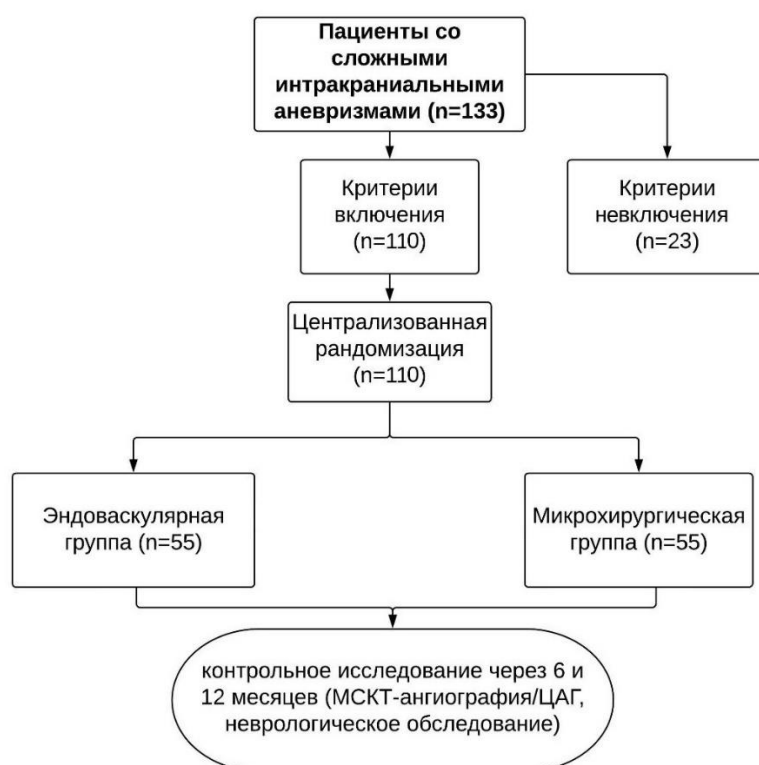 Пациенты со
сложными
интракраниальными
аневризмами (n=133)
Критерии
включения
(n=110)
Критерии
невключения
(n=23)
Централизованная
рандомизация
(n=110)
Эндоваскулярная
группа (n=55)
Микрохирургическая
группа (n=55)
контрольное исследование через 6 и
12 месяцев (МСКТ-ангиография/ЦАГ,
неврологическое обследование)